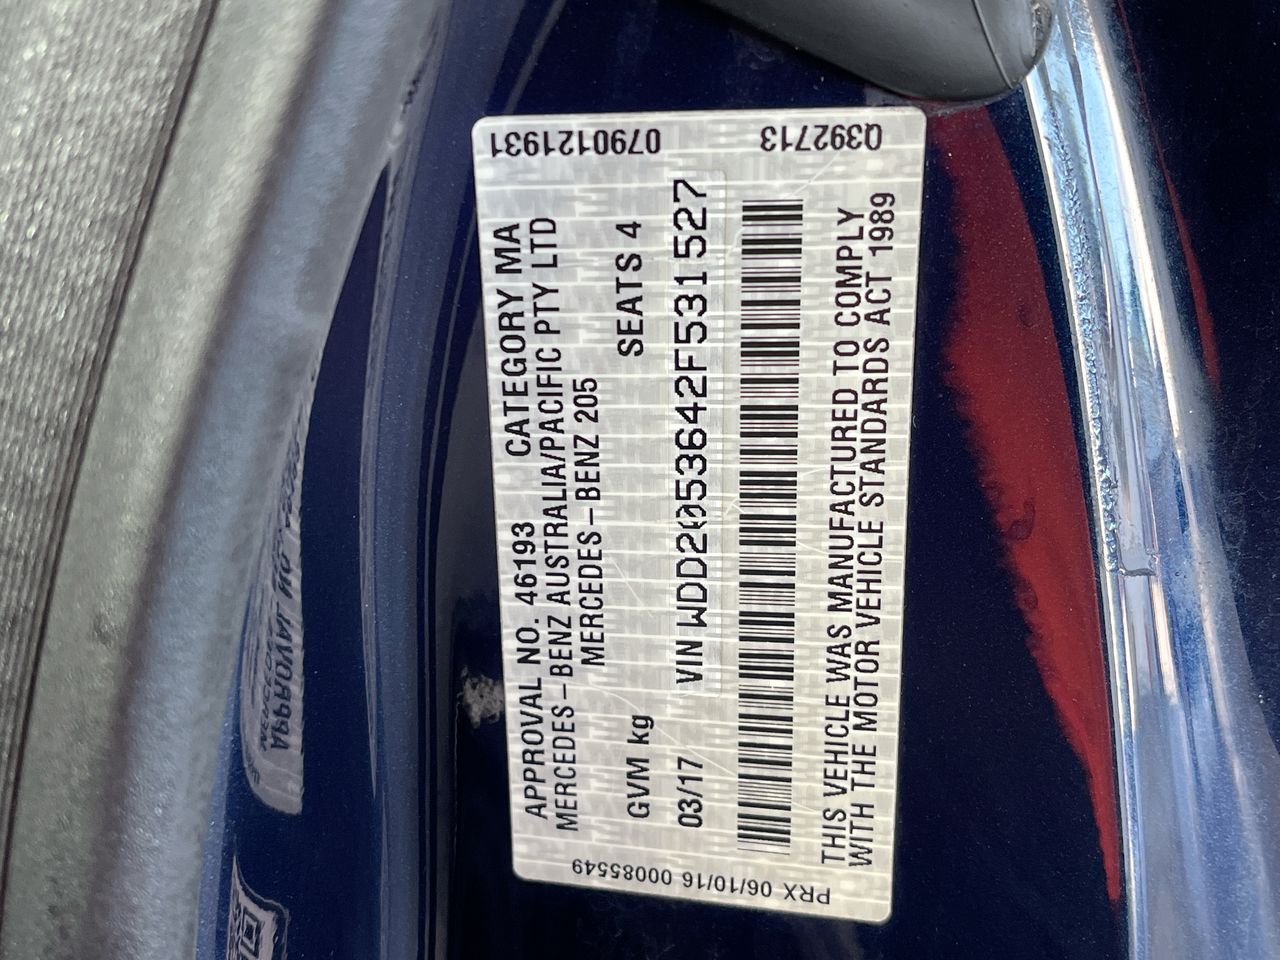 APPROVAL NO. 46193 CATEGORY MA
MERCEDES-BENZ AUSTRALIA/PACIFIC PTY LTD
MERCEDES-BENZ 205
GVM kg SEATS 4
03/17 VIN WDD2053642F531527
THIS VEHICLE WAS MANUFACTURED TO COMPLY
WITH THE MOTOR VEHICLE STANDARDS ACT 1989
0790121931 Q392713
PRX 06/10/16 00085549